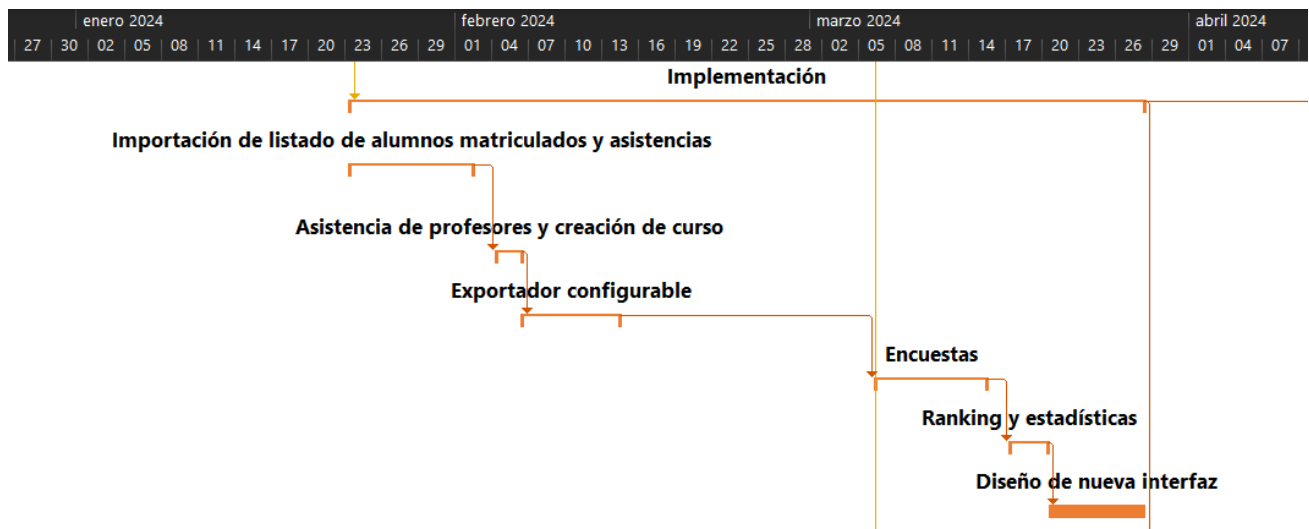 enero 2024 febrero 2024 marzo 2024 abril 2024
27 30 02 05 08 11 14 17 20 23 26 29 01 04 07 10 13 16 19 22 25 28 02 05 08 11 14 17 20 23 26 29 01 04 07
Implementación
Importación de listado de alumnos matriculados y asistencias
Asistencia de profesores y creación de curso
Exportador configurable
Encuestas
Ranking y estadísticas
Diseño de nueva interfaz